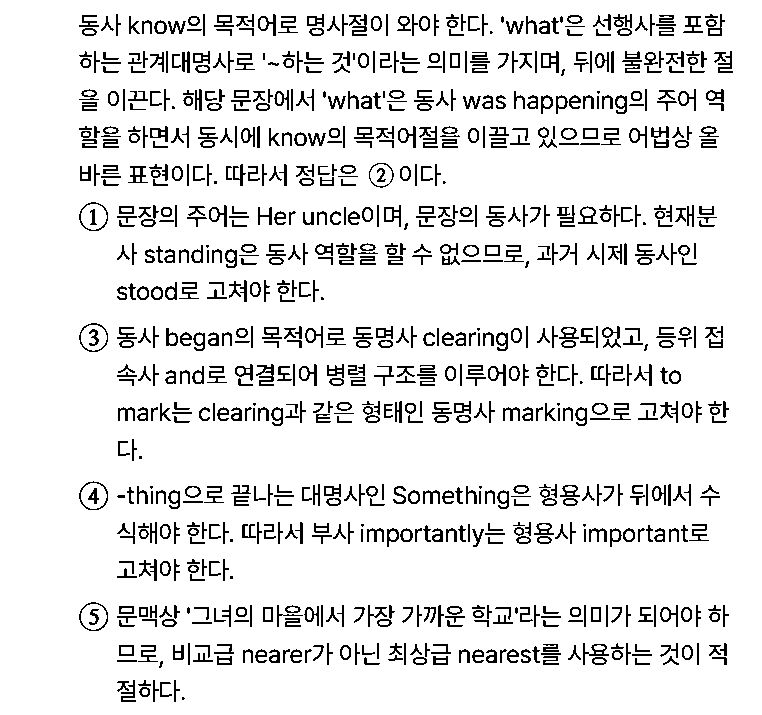 동사 know의 목적어로 명사절이 와야 한다. 'what'은 선행사를 포함
하는 관계대명사로 '~하는 것'이라는 의미를 가지며, 뒤에 불완전한 절
을 이끈다. 해당 문장에서 'what'은 동사 was happening의 주어 역
할을 하면서 동시에 know의 목적어절을 이끌고 있으므로 어법상 올
바른 표현이다. 따라서 정답은 ②이다.
① 문장의 주어는 Her uncle이며, 문장의 동사가 필요하다. 현재분
사 standing은 동사 역할을 할 수 없으므로, 과거 시제 동사인
stood로 고쳐야 한다.
③ 동사 began의 목적어로 동명사 clearing이 사용되었고, 등위 접
속사 and로 연결되어 병렬 구조를 이루어야 한다. 따라서 to
mark는 clearing과 같은 형태인 동명사 marking으로 고쳐야 한
다.
④ -thing으로 끝나는 대명사인 Something은 형용사가 뒤에서 수
식해야 한다. 따라서 부사 importantly는 형용사 important로
고쳐야 한다.
⑤ 문맥상 '그녀의 마을에서 가장 가까운 학교'라는 의미가 되어야 하
므로, 비교급 nearer가 아닌 최상급 nearest를 사용하는 것이 적
절하다.